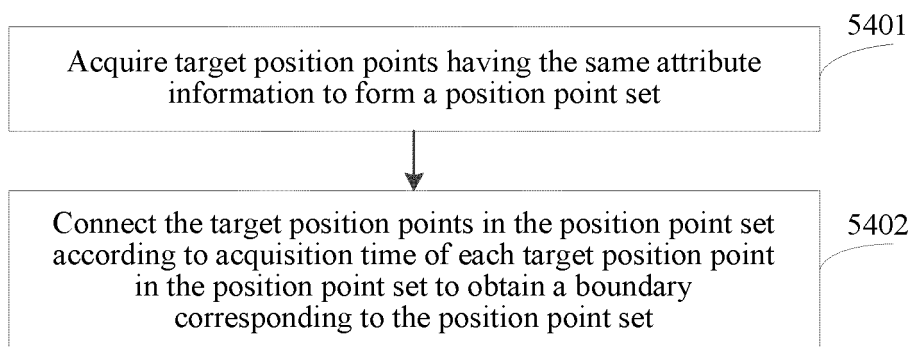 5401
Acquire target position points having the same attribute
information to form a position point set
5402
Connect the target position points in the position point set
according to acquisition time of each target position point
in the position point set to obtain a boundary
corresponding to the position point set